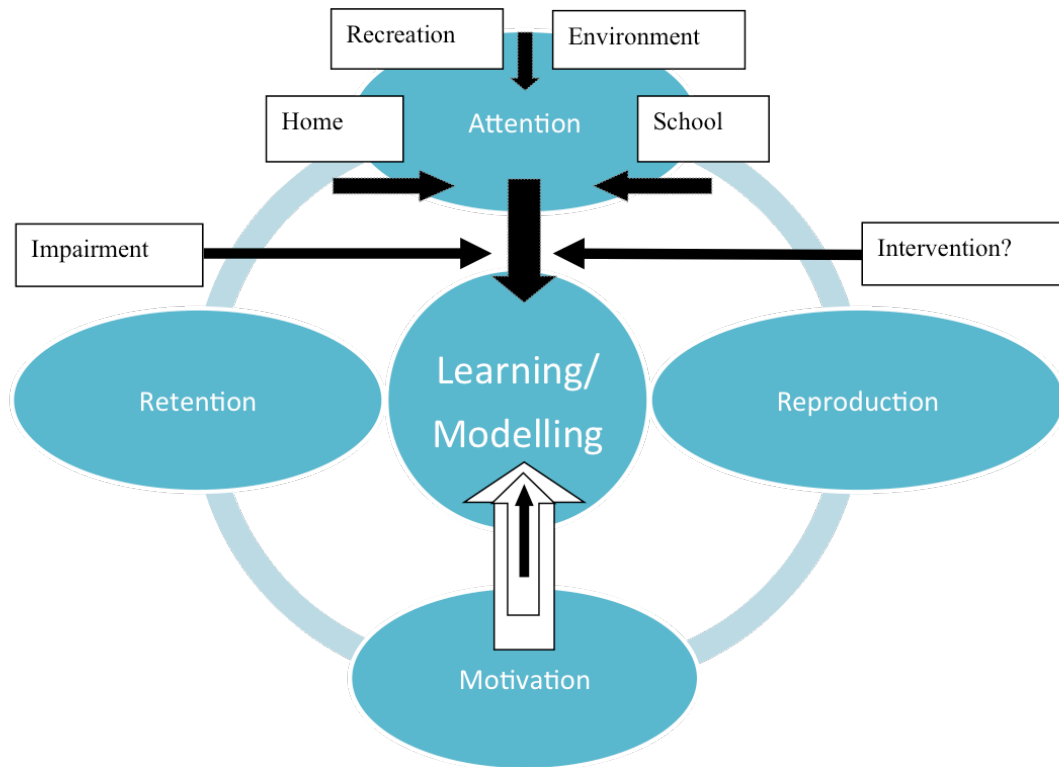 Recreation
Environment
Home
Attention
School
Impairment
Intervention?
Learning/
Modelling
Retention
Reproduction
Motivation